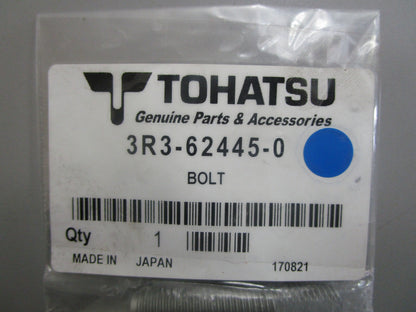 TOHATSU
Genuine Parts & Accessories
3R3-62445-0
BOLT
Qty 1
MADE IN JAPAN 170821